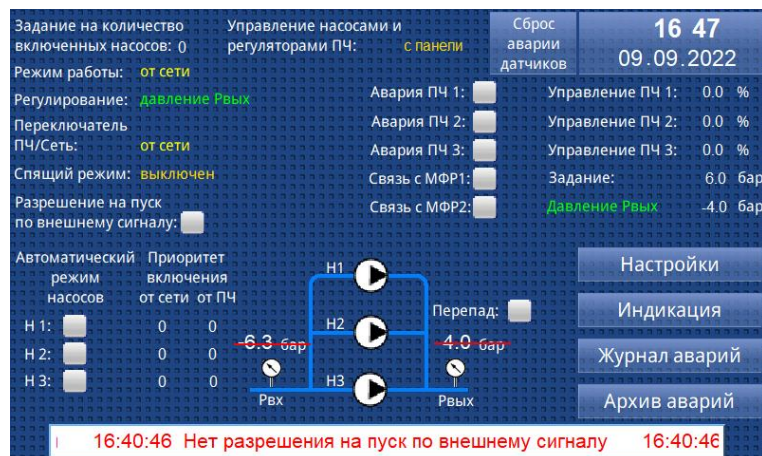 Задание на количество
включенных насосов: 0
Управление насосами и
регуляторами ПЧ: с панели
Сброс
аварии
датчиков
16 47
09.09.2022
Режим работы: от сети
Регулирование: давление Рвых
Переключатель
ПЧ/Сеть: от сети
Спящий режим: выключен
Разрешение на пуск
по внешнему сигналу:
Авария ПЧ 1:
Авария ПЧ 2:
Авария ПЧ 3:
Связь с МФР1:
Связь с МФР2:
Управление ПЧ 1: 0.0 %
Управление ПЧ 2: 0.0 %
Управление ПЧ 3: 0.0 %
Задание: 6.0 бар
Давление Рвых -4.0 бар
Автоматический
режим
насосов
Приоритет
включения
от сети от ПЧ
Н 1: 0 0
Н 2: 0 0
Н 3: 0 0
Н1
Н2
Н3
-6.3 бар
Рвх
Перепад:
-4.0 бар
Рвых
Настройки
Индикация
Журнал аварий
Архив аварий
16:40:46 Нет разрешения на пуск по внешнему сигналу 16:40:46